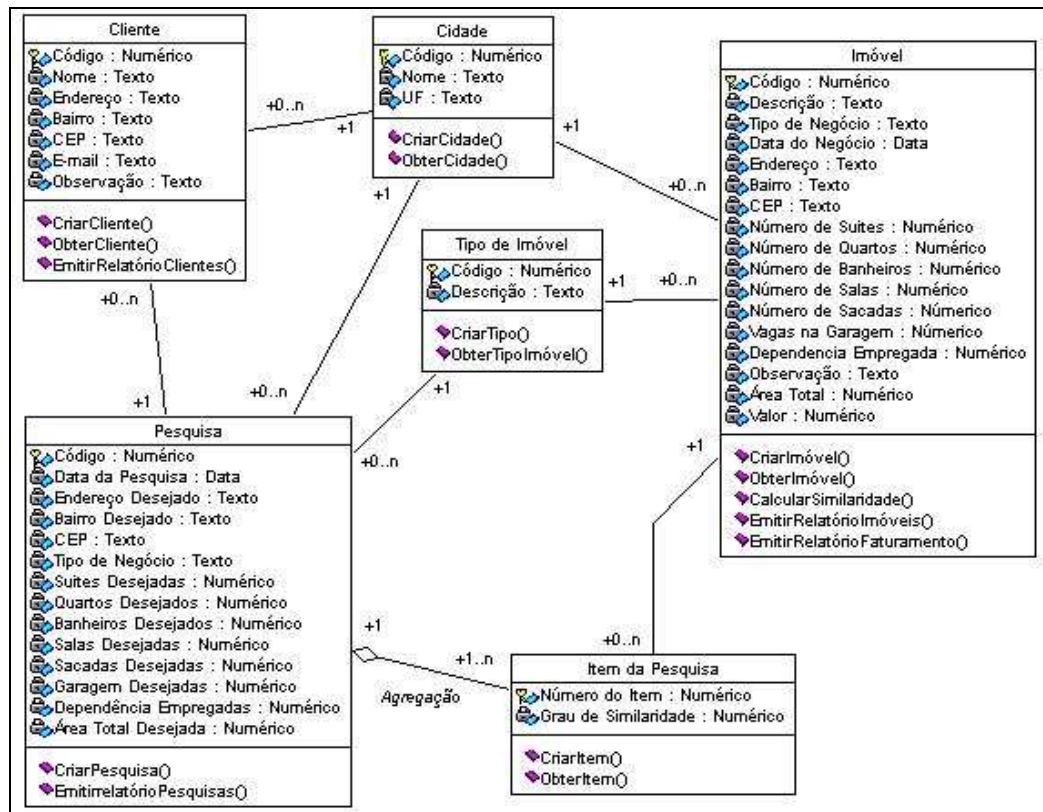 Cliente
Código : Numérico
Nome : Texto
Endereço : Texto
Bairro : Texto
CEP : Texto
E-mail : Texto
Observação : Texto
CriarCliente()
ObterCliente()
EmitirRelatórioClientes()
+0..n
+1
Cidade
Código : Numérico
Nome : Texto
UF : Texto
CriarCidade()
ObterCidade()
+1
+0..n
+1
+0..n
Tipo de Imóvel
Código : Numérico
Descrição : Texto
CriarTipo()
ObterTipoImóvel()
+1
+0..n
+1
+0..n
Imóvel
Código : Numérico
Descrição : Texto
Tipo de Negócio : Texto
Data do Negócio : Data
Endereço : Texto
Bairro : Texto
CEP : Texto
Número de Suites : Numérico
Número de Quartos : Numérico
Número de Banheiros : Numérico
Número de Salas : Numérico
Número de Sacadas : Númerico
Vagas na Garagem : Númerico
Dependencia Empregada : Numérico
Observação : Texto
Área Total : Numérico
Valor : Numérico
CriarImóvel()
ObterImóvel()
CalcularSimilaridade()
EmitirRelatórioImóveis()
EmitirRelatórioFaturamento()
+0..n
+1
Pesquisa
Código : Numérico
Data da Pesquisa : Data
Endereço Desejado : Texto
Bairro Desejado : Texto
CEP : Texto
Tipo de Negócio : Texto
Suites Desejadas : Numérico
Quartos Desejados : Numérico
Banheiros Desejados : Numérico
Salas Desejadas : Numérico
Sacadas Desejadas : Numérico
Garagem Desejadas : Numérico
Dependência Empregadas : Numérico
Área Total Desejada : Numérico
CriarPesquisa()
EmitirrelatórioPesquisas()
+1
+1..n
Agregação
+1
+0..n
Item da Pesquisa
Número do Item : Numérico
Grau de Similaridade : Numérico
CriarItem()
ObterItem()